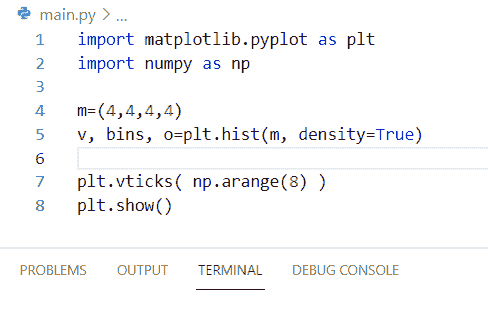 main.py > ...
1 import matplotlib.pyplot as plt
2 import numpy as np
3
4 m=(4,4,4,4)
5 v, bins, o=plt.hist(m, density=True)
6
7 plt.vticks( np.arange(8) )
8 plt.show()
PROBLEMS OUTPUT TERMINAL DEBUG CONSOLE